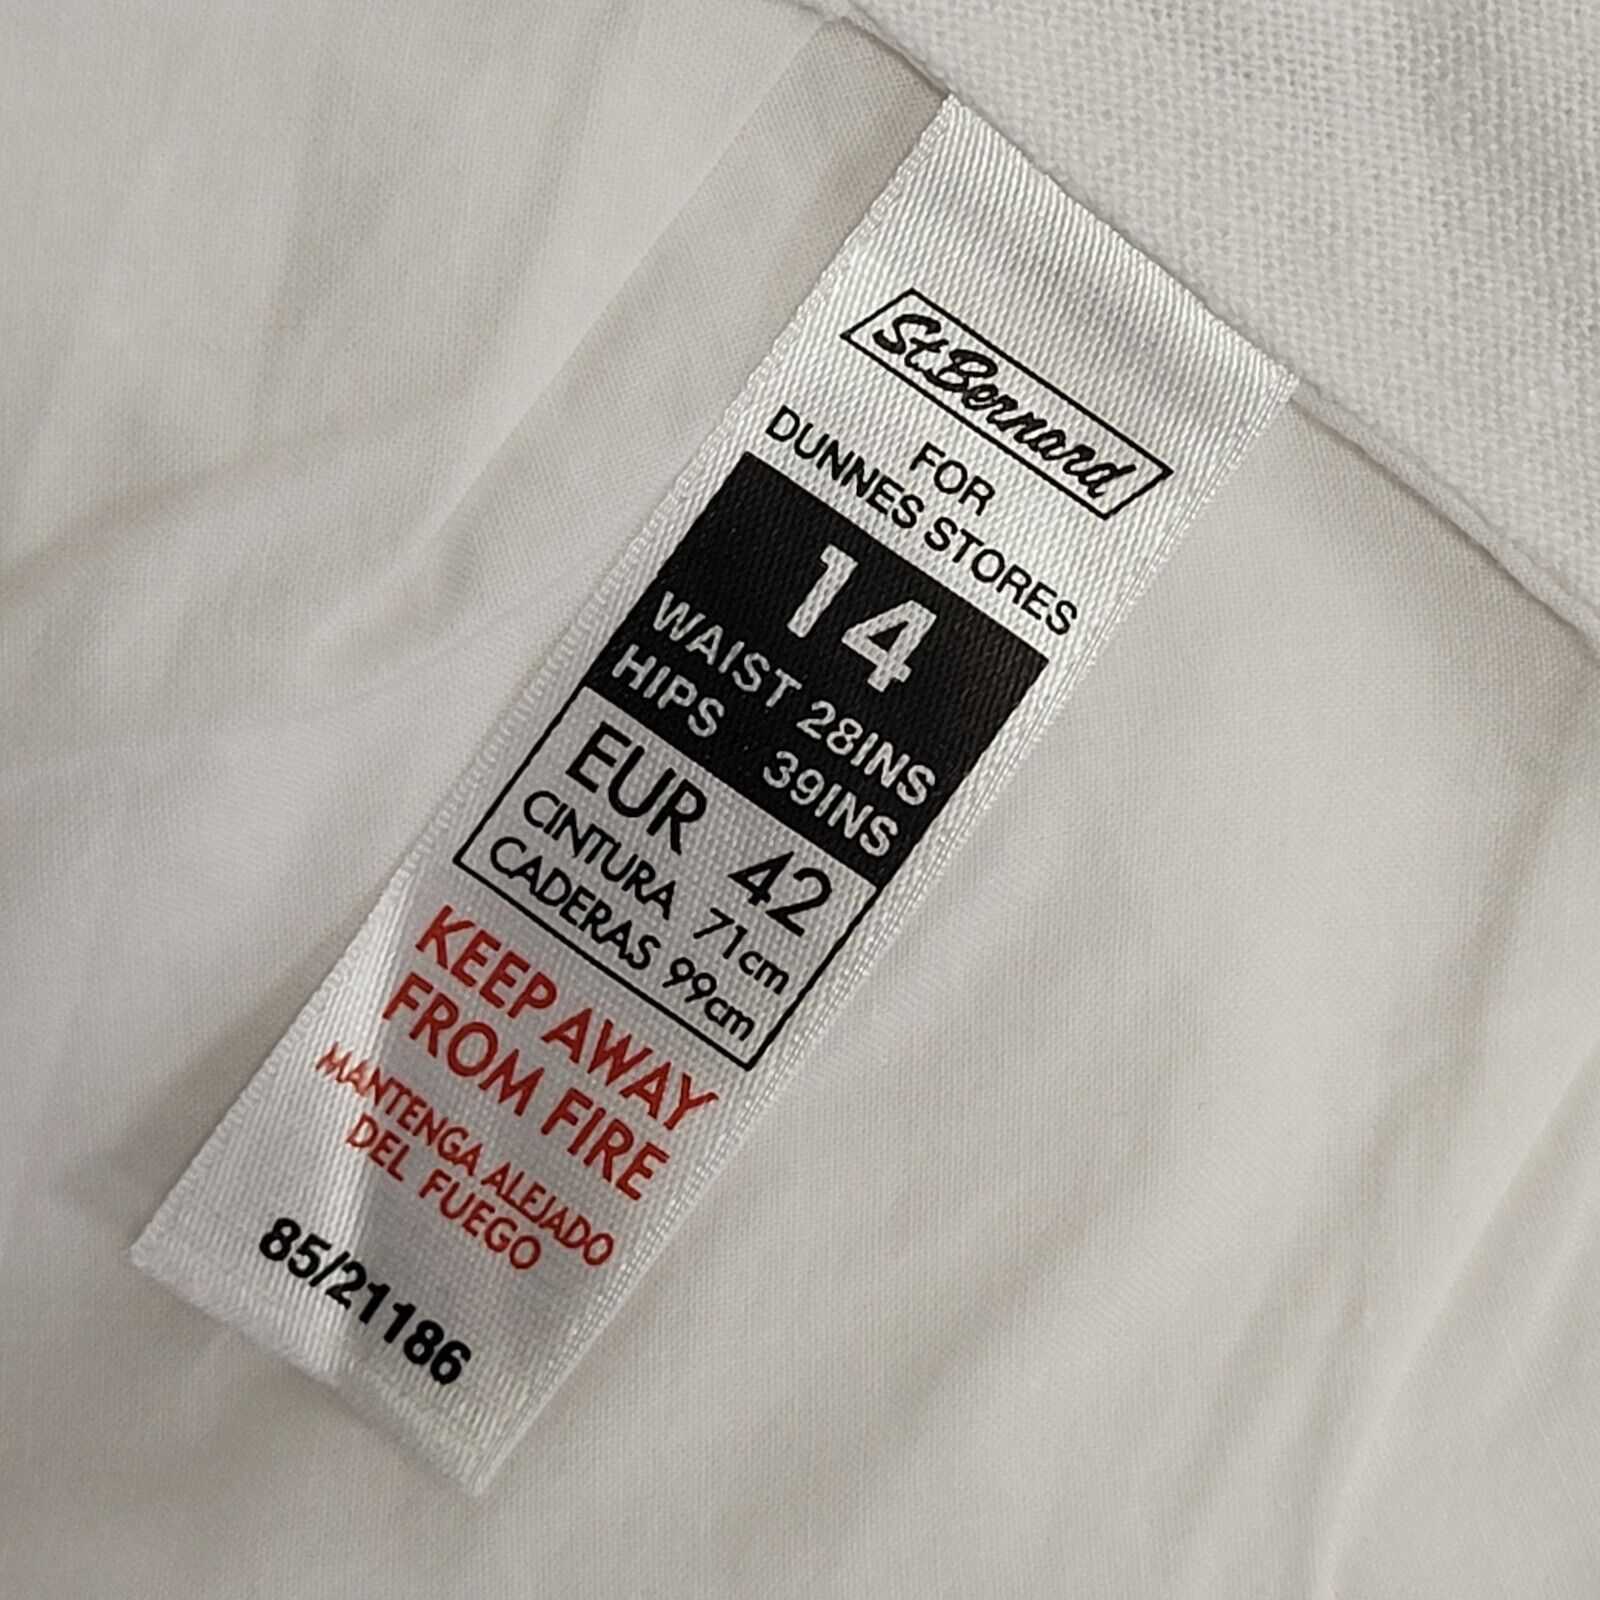 St.Bernard
FOR
DUNNES STORES
14
WAIST 28INS
HIPS 39INS
EUR 42
CINTURA 71cm
CADERAS 99cm
KEEP AWAY
FROM FIRE
MANTENGA ALEJADO
DEL FUEGO
85/21186